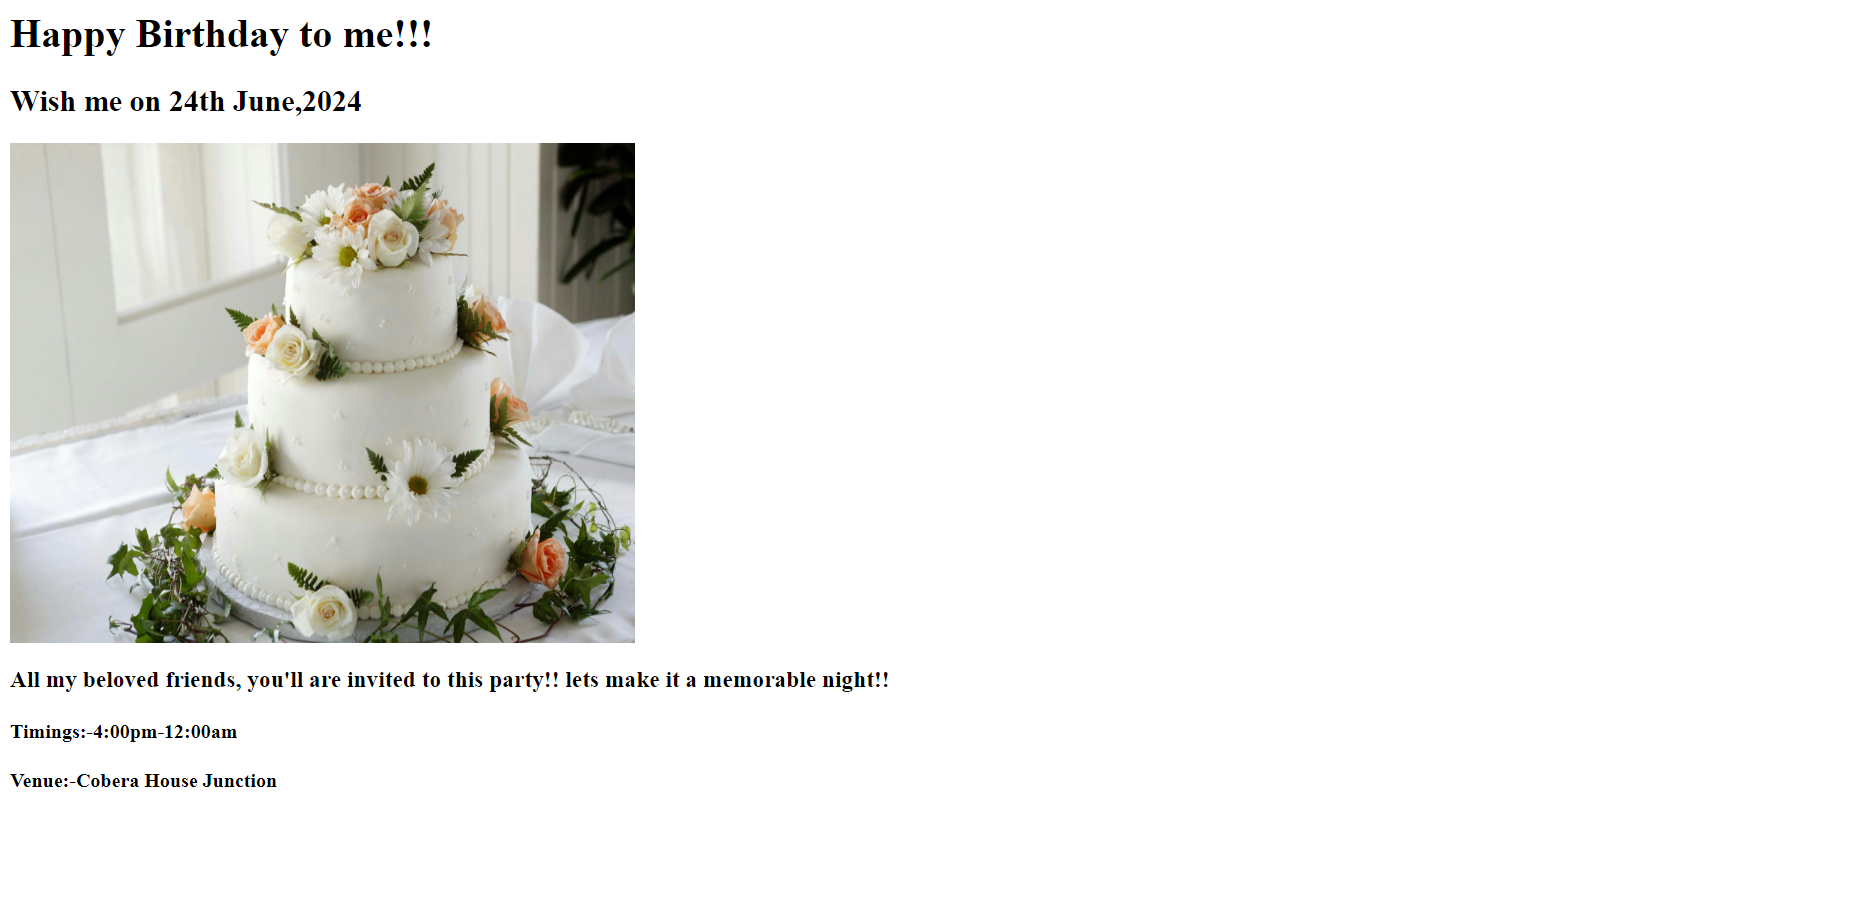 Happy Birthday to me!!!
Wish me on 24th June,2024
All my beloved friends, you'll are invited to this party!! lets make it a memorable night!!
Timings:-4:00pm-12:00am
Venue:-Cobera House Junction